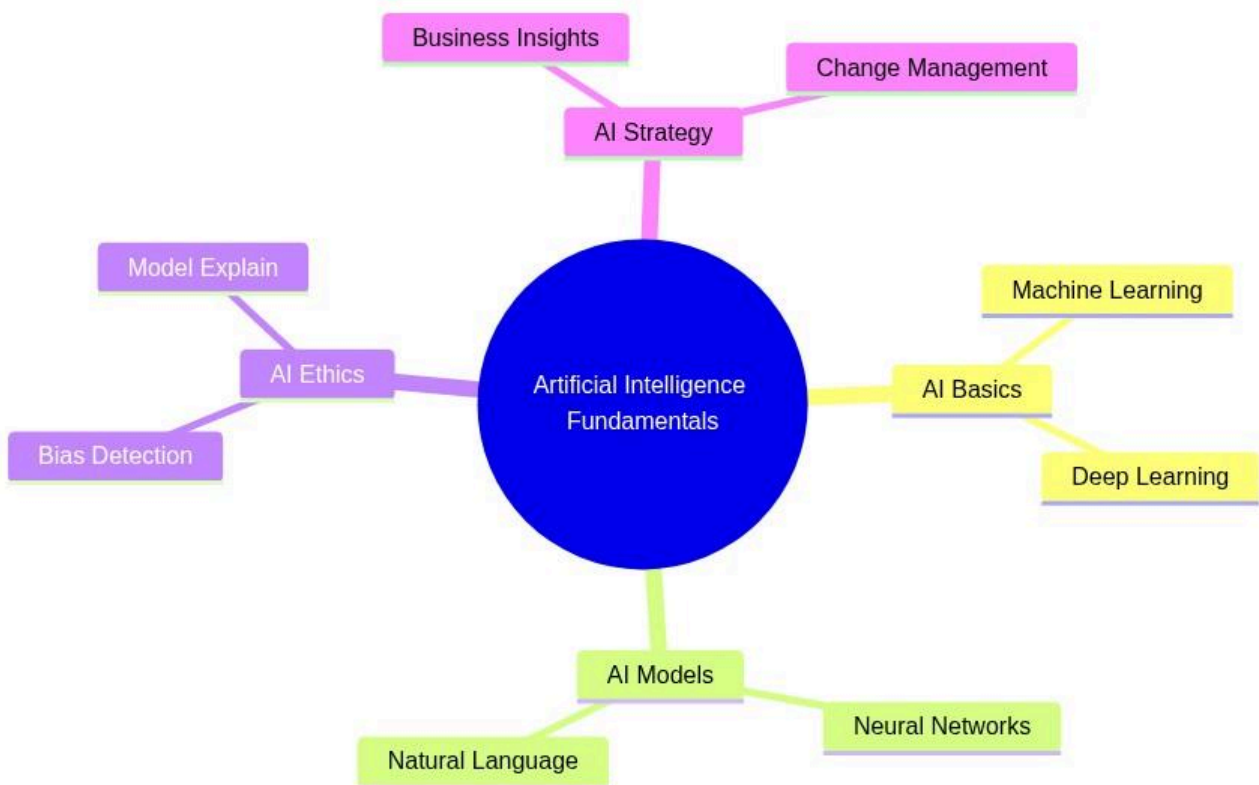 Business Insights
Change Management
AI Strategy
Model Explain
Machine Learning
AI Ethics
Artificial Intelligence
Fundamentals
AI Basics
Bias Detection
Deep Learning
AI Models
Neural Networks
Natural Language